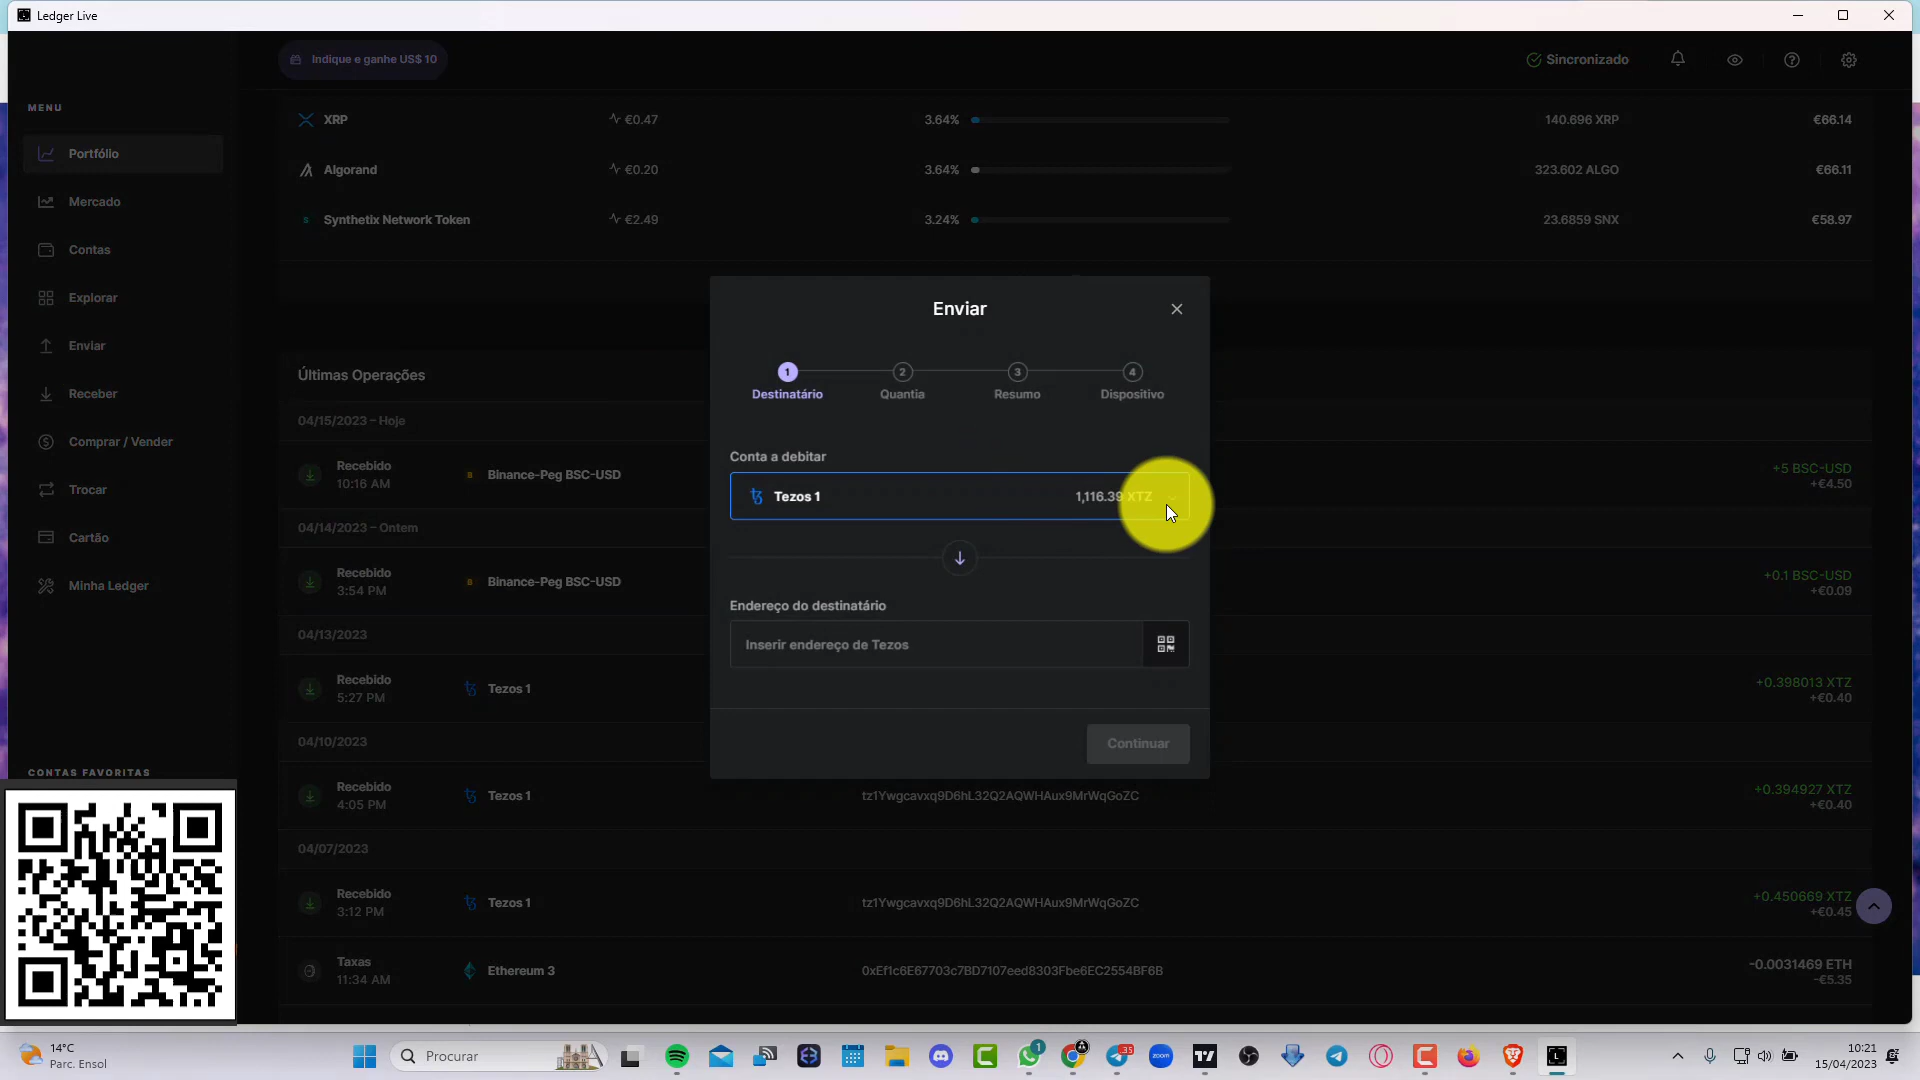 Ledger Live
Indique e ganhe US$ 10
Sincronizado
MENU
Portfólio
Mercado
Contas
Explorar
Enviar
Receber
Comprar / Vender
Trocar
Cartão
Minha Ledger
CONTAS FAVORITAS
XRP €0.47 3.64% 140.696 XRP €66.14
Algorand €0.20 3.64% 323.602 ALGO €66.11
Synthetix Network Token €2.49 3.24% 23.6859 SNX €58.97
Últimas Operações
04/15/2023 – Hoje
Recebido
10:16 AM
Binance-Peg BSC-USD
+5 BSC-USD
+€4.50
04/14/2023 – Ontem
Recebido
3:54 PM
Binance-Peg BSC-USD
+0.1 BSC-USD
+€0.09
04/13/2023
Recebido
5:27 PM
Tezos 1
+0.398013 XTZ
+€0.40
04/10/2023
Recebido
4:05 PM
Tezos 1
tz1Ywgcavxq9D6hL32Q2AQWHAux9MrWqGoZC
+0.394927 XTZ
+€0.40
04/07/2023
Recebido
3:12 PM
Tezos 1
tz1Ywgcavxq9D6hL32Q2AQWHAux9MrWqGoZC
+0.450669 XTZ
+€0.45
Taxas
11:34 AM
Ethereum 3
0xEf1c6E67703c7BD7107eed8303Fbe6EC2554BF6B
-0.0031469 ETH
-€5.35
Enviar
1 2 3 4
Destinatário Quantia Resumo Dispositivo
Conta a debitar
Tezos 1 1,116.39 XTZ
Endereço do destinatário
Inserir endereço de Tezos
Continuar
14°C
Parc. Ensol
Procurar
1
35
zoom
10:21
15/04/2023